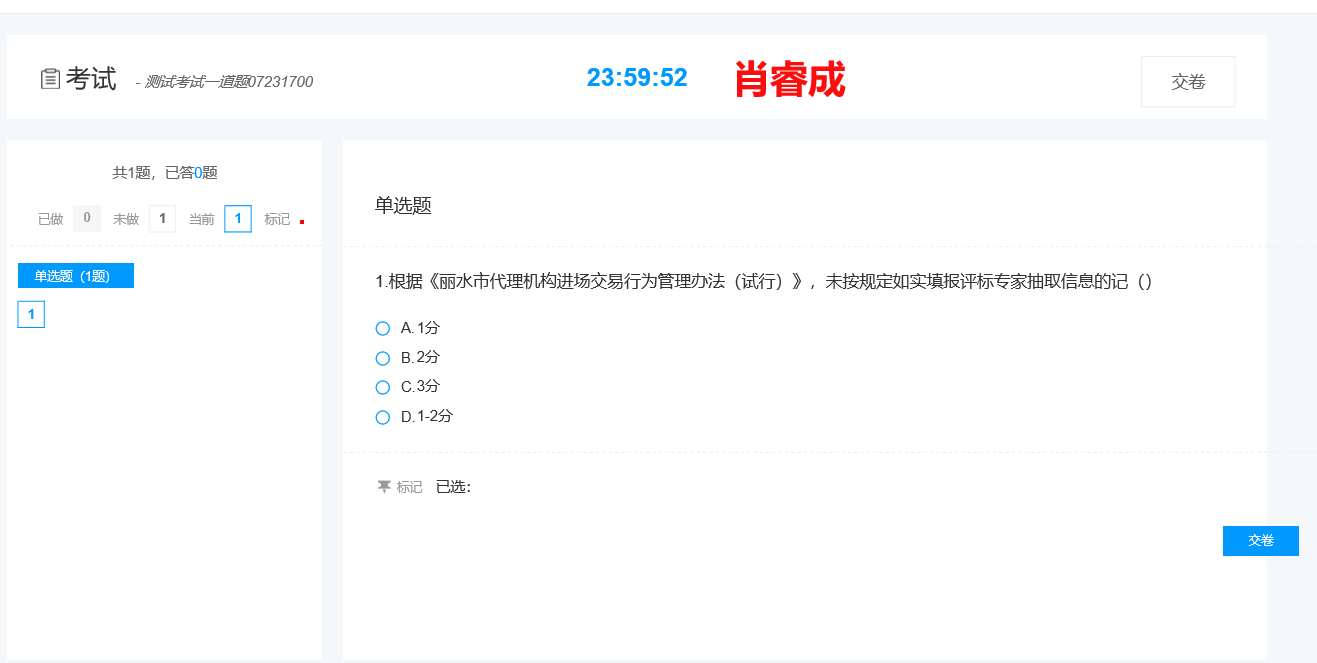 考试 - 测试考试一道题07231700 23:59:52 肖睿成 交卷
共1题，已答0题
已做 0 未做 1 当前 1 标记
单选题（1题）
1
单选题
1.根据《丽水市代理机构进场交易行为管理办法（试行）》，未按规定如实填报评标专家抽取信息的记（）
A.1分
B.2分
C.3分
D.1-2分
标记 已选：
交卷